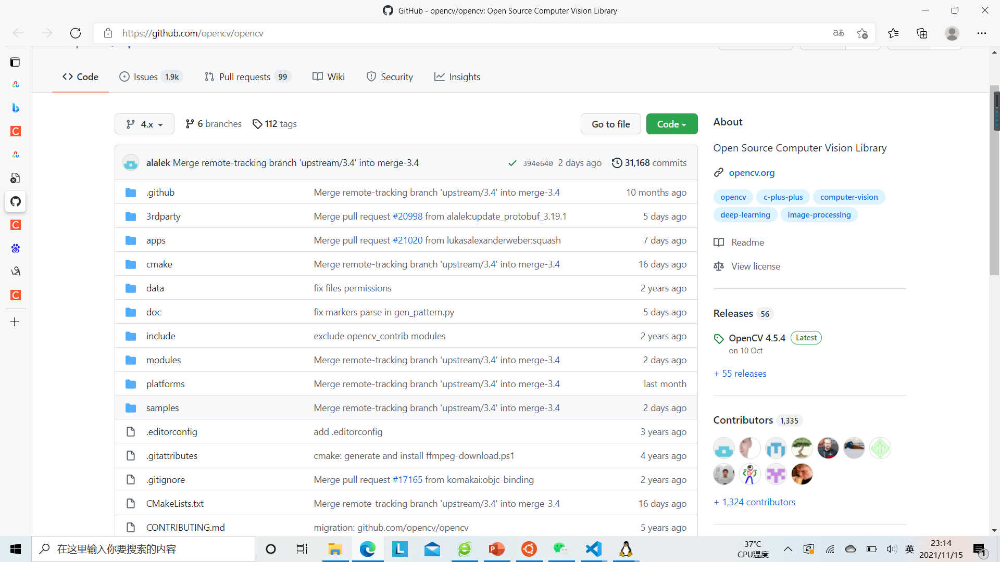 GitHub - opencv/opencv: Open Source Computer Vision Library
https://github.com/opencv/opencv
Code
Issues 1.9k
Pull requests 99
Wiki
Security
Insights
4.x
6 branches
112 tags
Go to file
Code
alalek Merge remote-tracking branch 'upstream/3.4' into merge-3.4
394e640 2 days ago
31,168 commits
.github Merge remote-tracking branch 'upstream/3.4' into merge-3.4 10 months ago
3rdparty Merge pull request #20998 from alalek:update_protobuf_3.19.1 5 days ago
apps Merge pull request #21020 from lukasalexanderweber:squash 7 days ago
cmake Merge remote-tracking branch 'upstream/3.4' into merge-3.4 16 days ago
data fix files permissions 2 years ago
doc fix markers parse in gen_pattern.py 5 days ago
include exclude opencv_contrib modules 2 years ago
modules Merge remote-tracking branch 'upstream/3.4' into merge-3.4 2 days ago
platforms Merge remote-tracking branch 'upstream/3.4' into merge-3.4 last month
samples Merge remote-tracking branch 'upstream/3.4' into merge-3.4 2 days ago
.editorconfig add .editorconfig 3 years ago
.gitattributes cmake: generate and install ffmpeg-download.ps1 4 years ago
.gitignore Merge pull request #17165 from komakai:objc-binding 2 years ago
CMakeLists.txt Merge remote-tracking branch 'upstream/3.4' into merge-3.4 16 days ago
CONTRIBUTING.md migration: github.com/opencv/opencv 5 years ago
About
Open Source Computer Vision Library
opencv.org
opencv c-plus-plus computer-vision
deep-learning image-processing
Readme
View license
Releases 56
OpenCV 4.5.4 Latest
on 10 Oct
+ 55 releases
Contributors 1,335
+ 1,324 contributors
在这里输入你要搜索的内容
37℃
CPU温度
英
23:14
2021/11/15
1